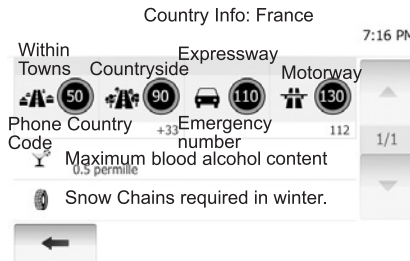 Country Info: France
7:16 PM
Within Towns
Countryside
Expressway
Motorway
50
90
110
130
Phone Country Code
+33
Emergency number
112
1/1
Maximum blood alcohol content
0.5 permille
Snow Chains required in winter.